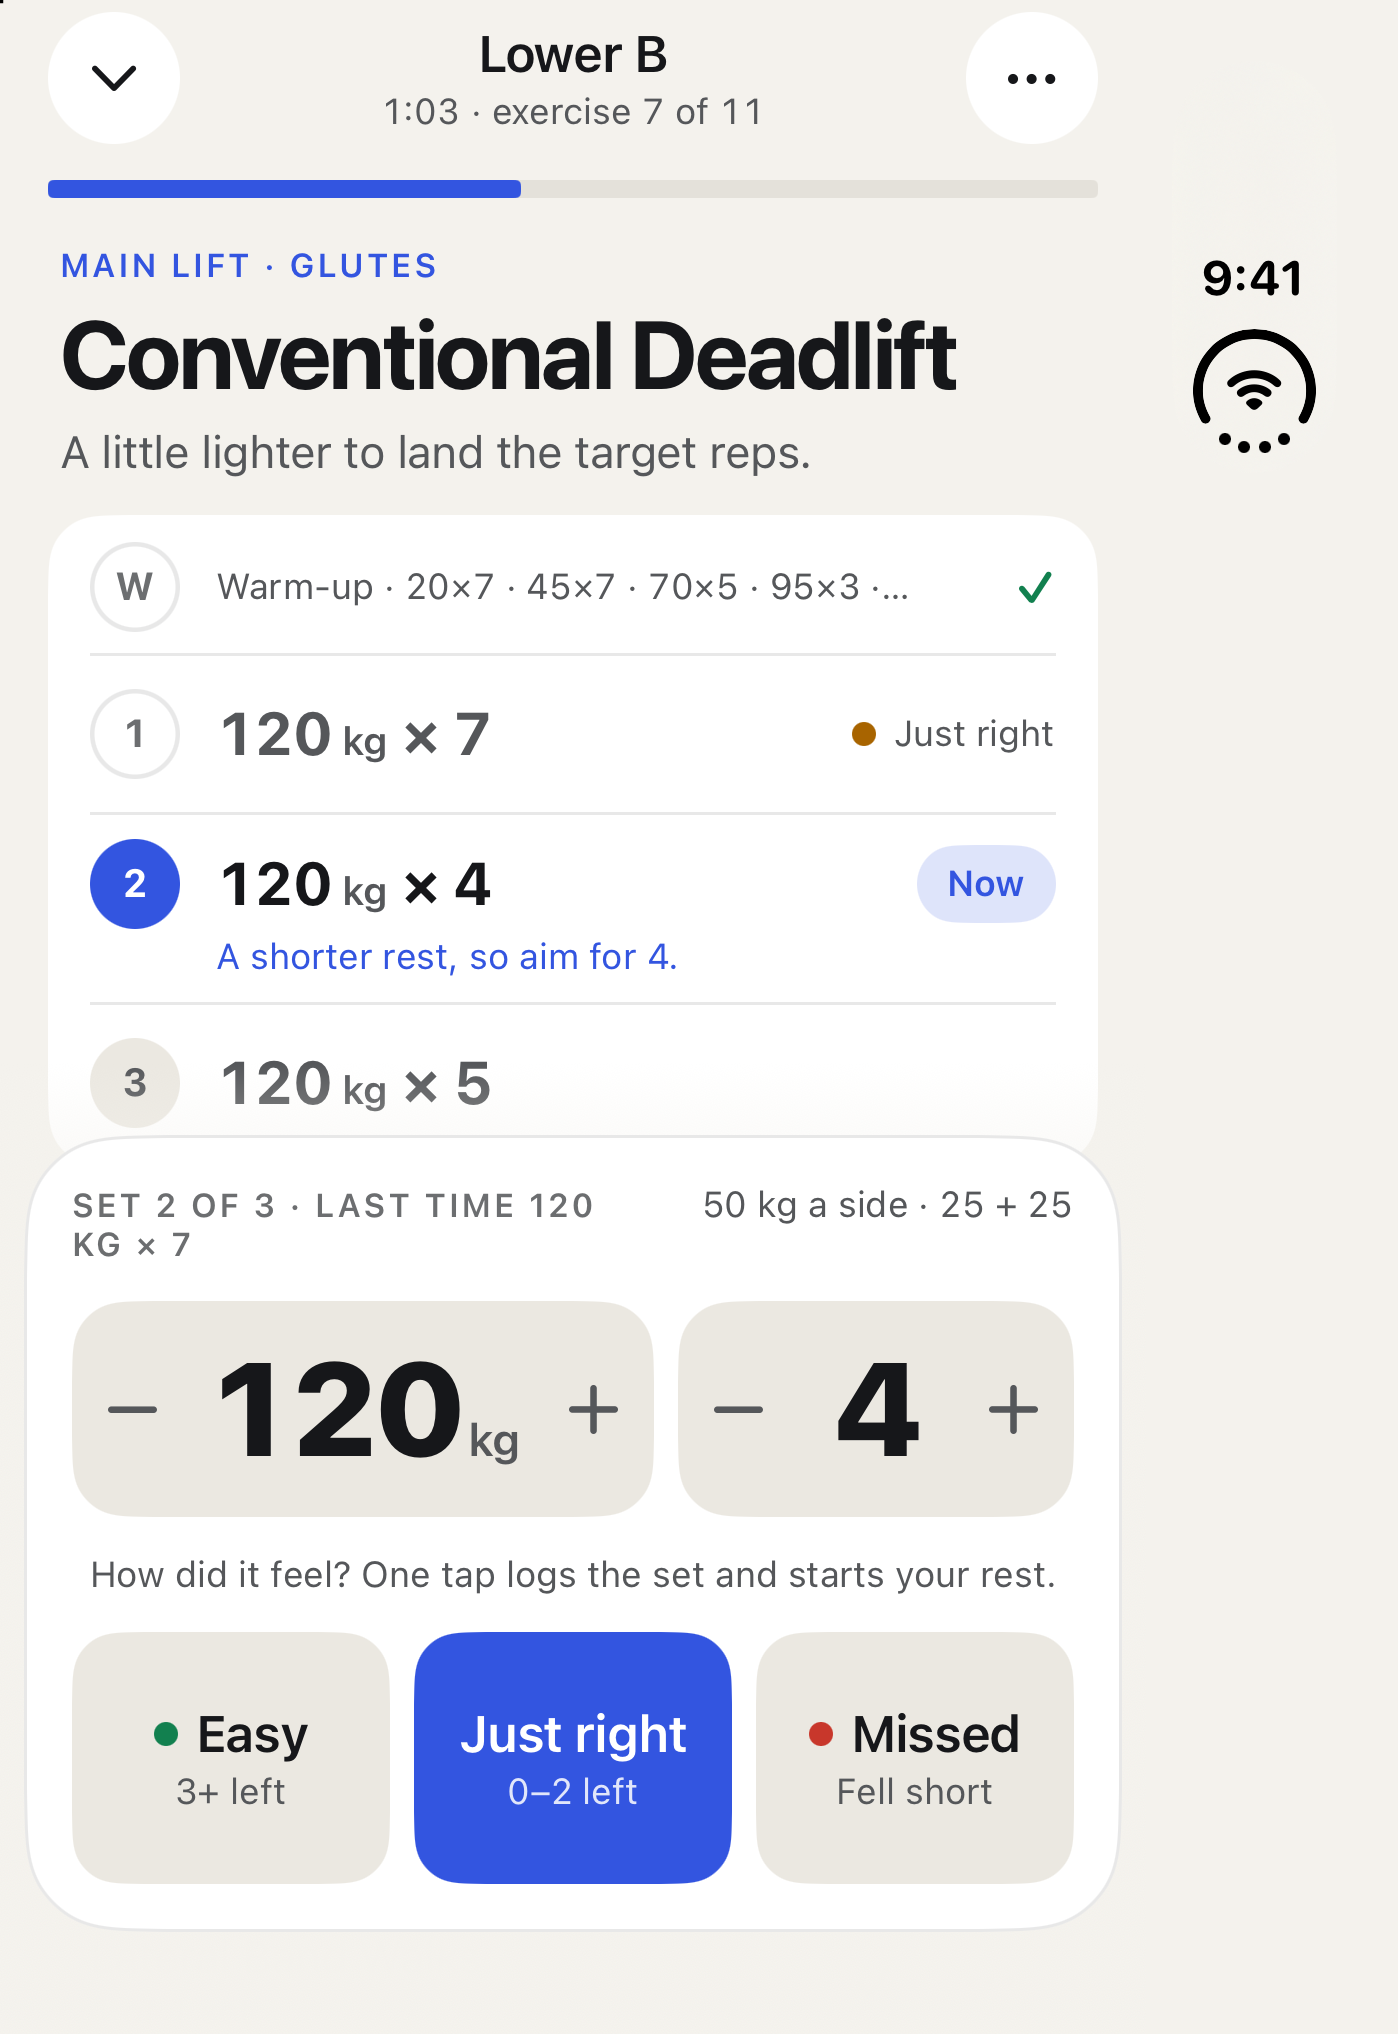 Lower B
1:03 · exercise 7 of 11
9:41
MAIN LIFT · GLUTES
Conventional Deadlift
A little lighter to land the target reps.
W Warm-up · 20×7 · 45×7 · 70×5 · 95×3 ·...
1 120 kg × 7 Just right
2 120 kg × 4 Now
A shorter rest, so aim for 4.
3 120 kg × 5
SET 2 OF 3 · LAST TIME 120
KG × 7
50 kg a side · 25 + 25
− 120 kg + − 4 +
How did it feel? One tap logs the set and starts your rest.
Easy
3+ left
Just right
0–2 left
Missed
Fell short